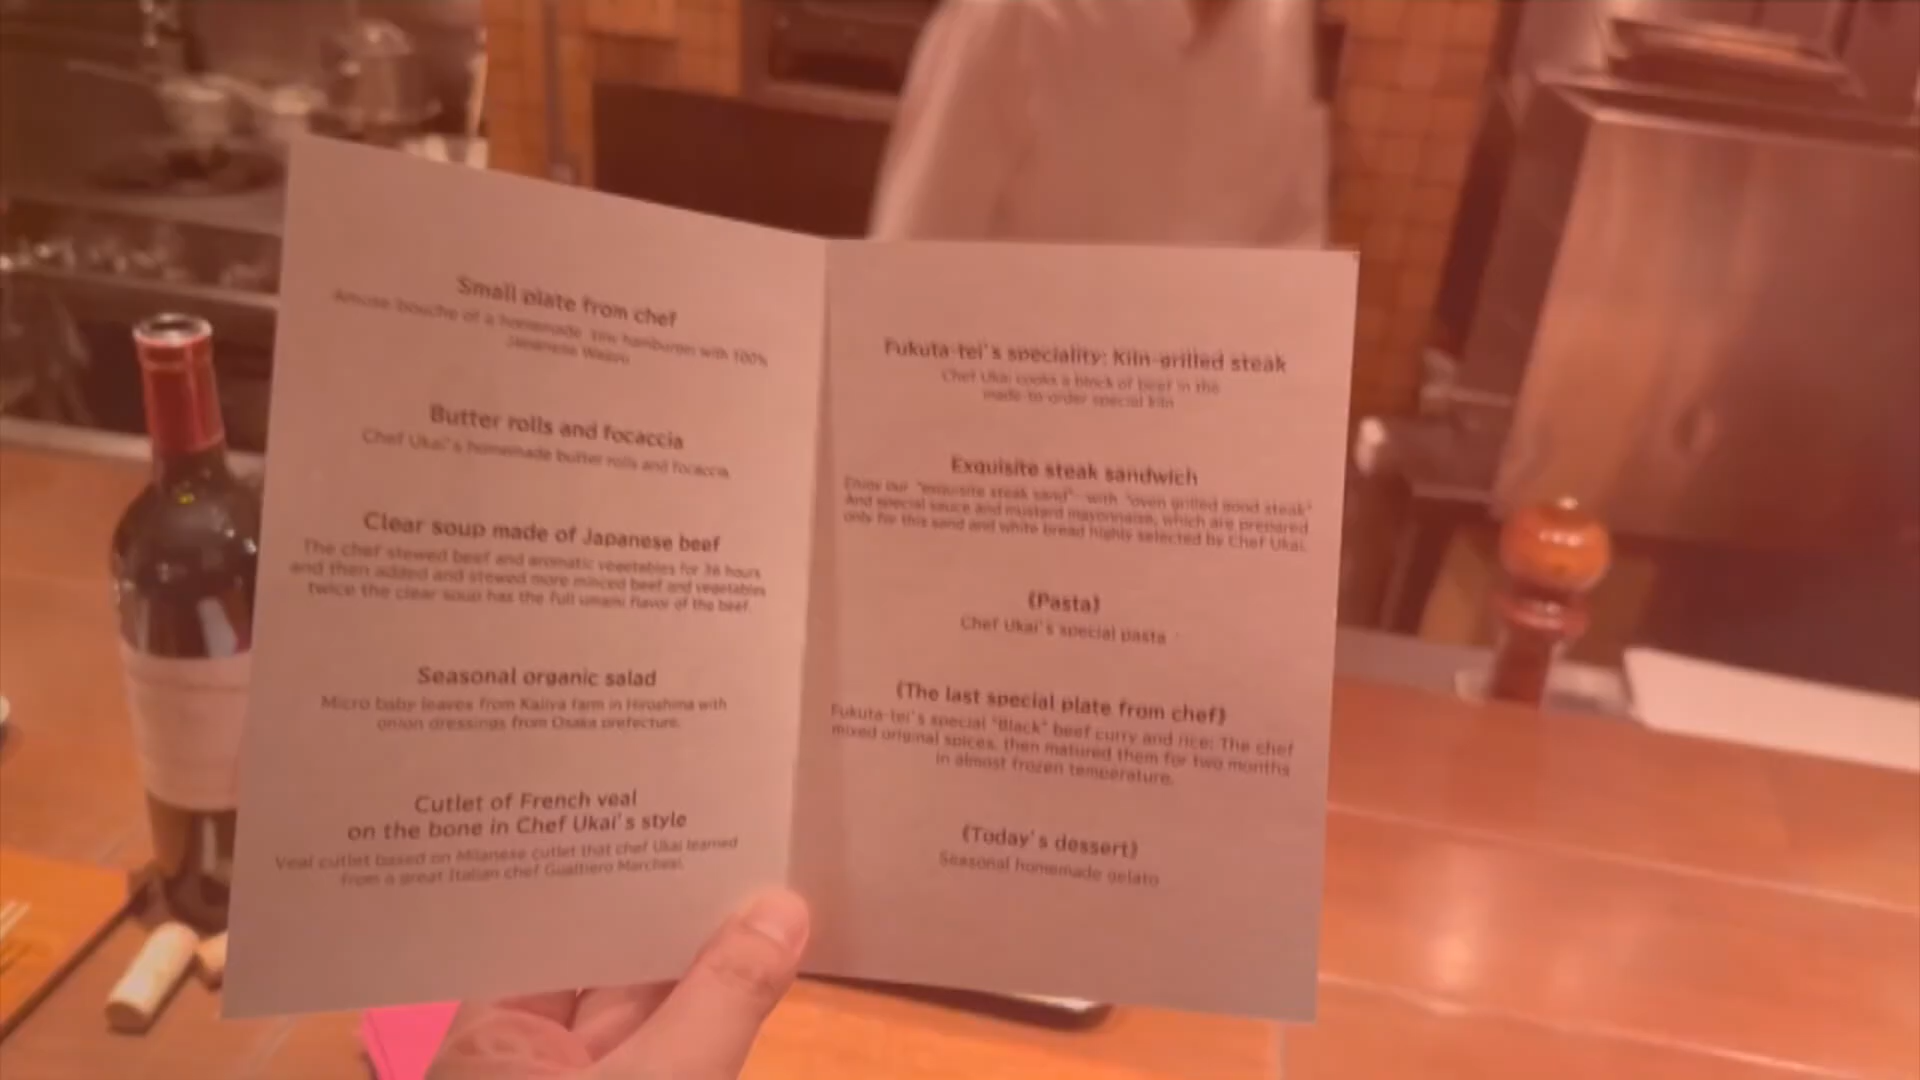 Small plate from chef
Amuse bouche of a homemade tiny hamburger with 100%
Japanese Wagyu
Butter rolls and focaccia
Chef Ukai's homemade butter rolls and focaccia
Clear soup made of Japanese beef
The chef stewed beef and aromatic vegetables for 36 hours
and then added and stewed more minced beef and vegetables
twice the clear soup has the full umami flavor of the beef.
Seasonal organic salad
Micro baby leaves from Kajiya farm in Hiroshima with
onion dressings from Osaka prefecture.
Cutlet of French veal
on the bone in Chef Ukai's style
Veal cutlet based on Milanese cutlet that chef Ukai learned
from a great Italian chef Gualtiero Marchesi.
Fukuta-tei's speciality: Kiln-grilled steak
Chef Ukai cooks a block of beef in the
made-to-order special kiln
Exquisite steak sandwich
Enjoy our "exquisite steak sand" with "oven grilled wood steak"
And special sauce and mustard mayonnaise, which are prepared
only for this sand and white bread highly selected by Chef Ukai.
{Pasta}
Chef Ukai's special pasta
{The last special plate from chef}
Fukuta-tei's special "Black" beef curry and rice: The chef
mixed original spices, then matured them for two months
in almost frozen temperature.
{Today's dessert}
Seasonal homemade gelato